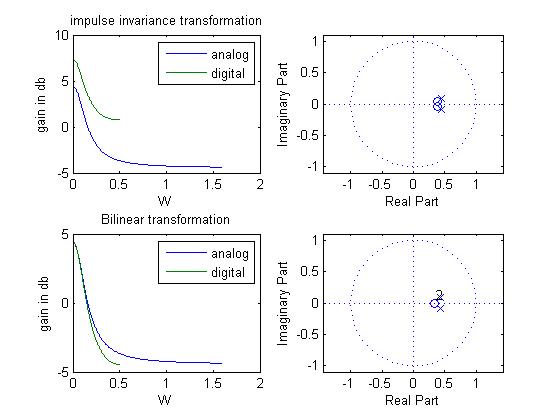 impulse invariance transformation
10
5
0
-5
gain in db
analog
digital
0 0.5 1 1.5 2
W
1
0.5
0
-0.5
-1
Imaginary Part
-1 -0.5 0 0.5 1
Real Part
Bilinear transformation
5
0
-5
gain in db
analog
digital
0 0.5 1 1.5 2
W
1
0.5
0
-0.5
-1
Imaginary Part
2
-1 -0.5 0 0.5 1
Real Part